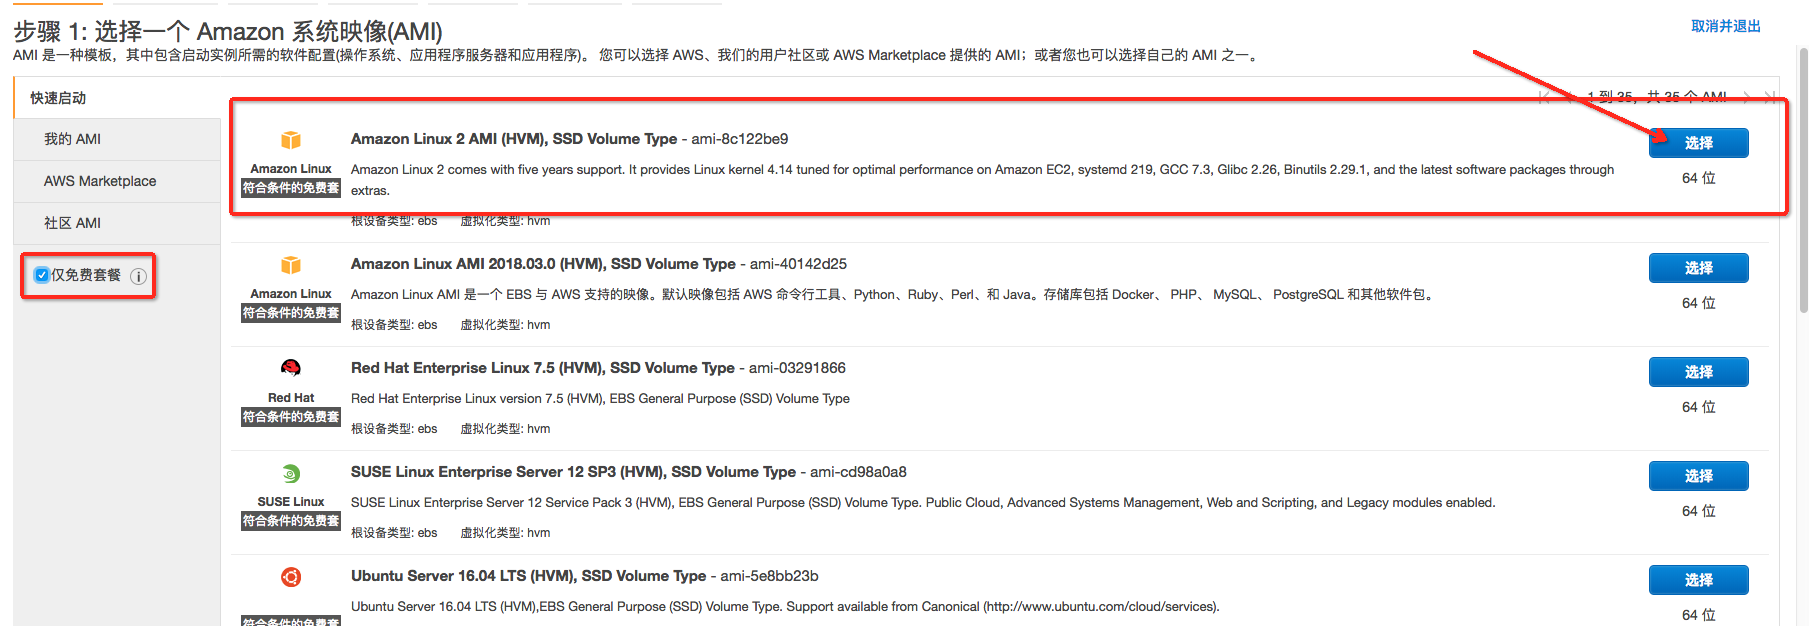 步骤 1: 选择一个 Amazon 系统映像(AMI)
取消并退出
AMI 是一种模板，其中包含启动实例所需的软件配置(操作系统、应用程序服务器和应用程序)。 您可以选择 AWS、我们的用户社区或 AWS Marketplace 提供的 AMI；或者您也可以选择自己的 AMI 之一。
快速启动
我的 AMI
AWS Marketplace
社区 AMI
仅免费套餐
1 到 35，共 35 个 AMI
Amazon Linux
符合条件的免费套
Amazon Linux 2 AMI (HVM), SSD Volume Type - ami-8c122be9
Amazon Linux 2 comes with five years support. It provides Linux kernel 4.14 tuned for optimal performance on Amazon EC2, systemd 219, GCC 7.3, Glibc 2.26, Binutils 2.29.1, and the latest software packages through
extras.
根设备类型: ebs 虚拟化类型: hvm
选择
64 位
Amazon Linux
符合条件的免费套
Amazon Linux AMI 2018.03.0 (HVM), SSD Volume Type - ami-40142d25
Amazon Linux AMI 是一个 EBS 与 AWS 支持的映像。默认映像包括 AWS 命令行工具、Python、Ruby、Perl、和 Java。存储库包括 Docker、 PHP、 MySQL、 PostgreSQL 和其他软件包。
根设备类型: ebs 虚拟化类型: hvm
选择
64 位
Red Hat
符合条件的免费套
Red Hat Enterprise Linux 7.5 (HVM), SSD Volume Type - ami-03291866
Red Hat Enterprise Linux version 7.5 (HVM), EBS General Purpose (SSD) Volume Type
根设备类型: ebs 虚拟化类型: hvm
选择
64 位
SUSE Linux
符合条件的免费套
SUSE Linux Enterprise Server 12 SP3 (HVM), SSD Volume Type - ami-cd98a0a8
SUSE Linux Enterprise Server 12 Service Pack 3 (HVM), EBS General Purpose (SSD) Volume Type. Public Cloud, Advanced Systems Management, Web and Scripting, and Legacy modules enabled.
根设备类型: ebs 虚拟化类型: hvm
选择
64 位
符合条件的免费套
Ubuntu Server 16.04 LTS (HVM), SSD Volume Type - ami-5e8bb23b
Ubuntu Server 16.04 LTS (HVM),EBS General Purpose (SSD) Volume Type. Support available from Canonical (http://www.ubuntu.com/cloud/services).
选择
64 位